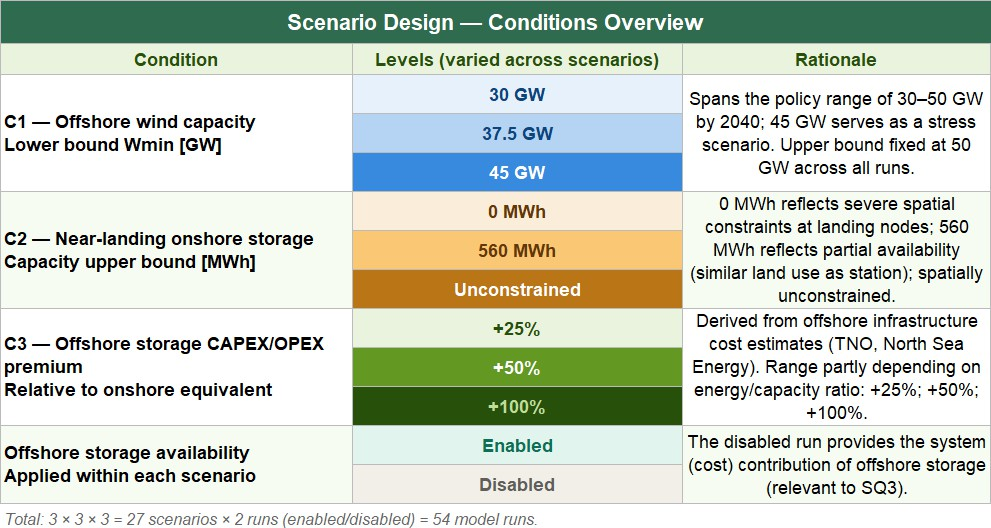 Scenario Design — Conditions Overview
Condition
Levels (varied across scenarios)
Rationale
C1 — Offshore wind capacity
Lower bound Wmin [GW]
30 GW
37.5 GW
45 GW
Spans the policy range of 30–50 GW
by 2040; 45 GW serves as a stress
scenario. Upper bound fixed at 50
GW across all runs.
C2 — Near-landing onshore storage
Capacity upper bound [MWh]
0 MWh
560 MWh
Unconstrained
0 MWh reflects severe spatial
constraints at landing nodes; 560
MWh reflects partial availability
(similar land use as station); spatially
unconstrained.
C3 — Offshore storage CAPEX/OPEX
premium
Relative to onshore equivalent
+25%
+50%
+100%
Derived from offshore infrastructure
cost estimates (TNO, North Sea
Energy). Range partly depending on
energy/capacity ratio: +25%; +50%;
+100%.
Offshore storage availability
Applied within each scenario
Enabled
Disabled
The disabled run provides the system
(cost) contribution of offshore storage
(relevant to SQ3).
Total: 3 × 3 × 3 = 27 scenarios × 2 runs (enabled/disabled) = 54 model runs.